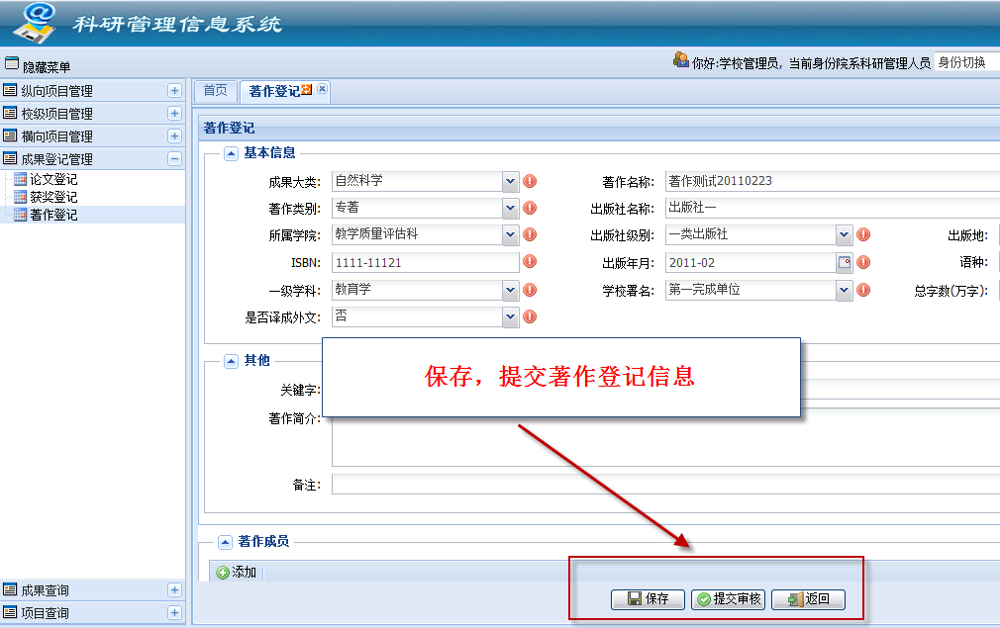 科研管理信息系统
隐藏菜单
你好:学校管理员，当前身份院系科研管理人员 身份切换
纵向项目管理
校级项目管理
横向项目管理
成果登记管理
论文登记
获奖登记
著作登记
成果查询
项目查询
首页 著作登记
著作登记
基本信息
成果大类: 自然科学 著作名称: 著作测试20110223
著作类别: 专著 出版社名称: 出版社一
所属学院: 教学质量评估科 出版社级别: 一类出版社 出版地:
ISBN: 1111-11121 出版年月: 2011-02 语种:
一级学科: 教育学 学校署名: 第一完成单位 总字数(万字):
是否译成外文: 否
其他
保存，提交著作登记信息
关键字:
著作简介:
备注:
著作成员
添加
保存 提交审核 返回